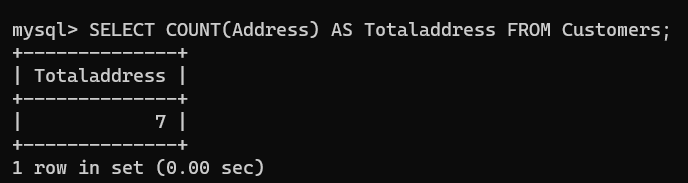 mysql> SELECT COUNT(Address) AS Totaladdress FROM Customers;
+--------------+
| Totaladdress |
+--------------+
|            7 |
+--------------+
1 row in set (0.00 sec)